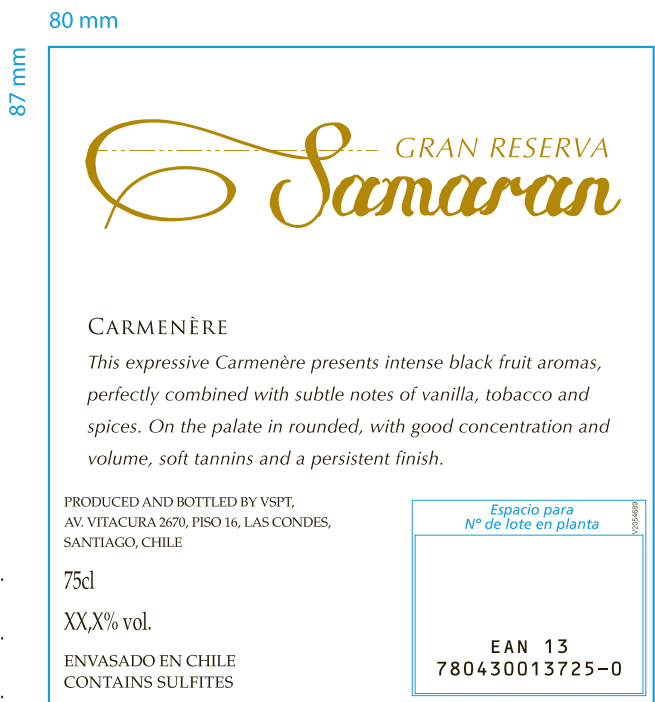 80 mm
87 mm
GRAN RESERVA
Samaran
CARMENÈRE
This expressive Carmenère presents intense black fruit aromas,
perfectly combined with subtle notes of vanilla, tobacco and
spices. On the palate in rounded, with good concentration and
volume, soft tannins and a persistent finish.
PRODUCED AND BOTTLED BY VSPT,
AV. VITACURA 2670, PISO 16, LAS CONDES,
SANTIAGO, CHILE
75cl
XX,X% vol.
ENVASADO EN CHILE
CONTAINS SULFITES
Espacio para
Nº de lote en planta
V2054689
EAN 13
780430013725-0